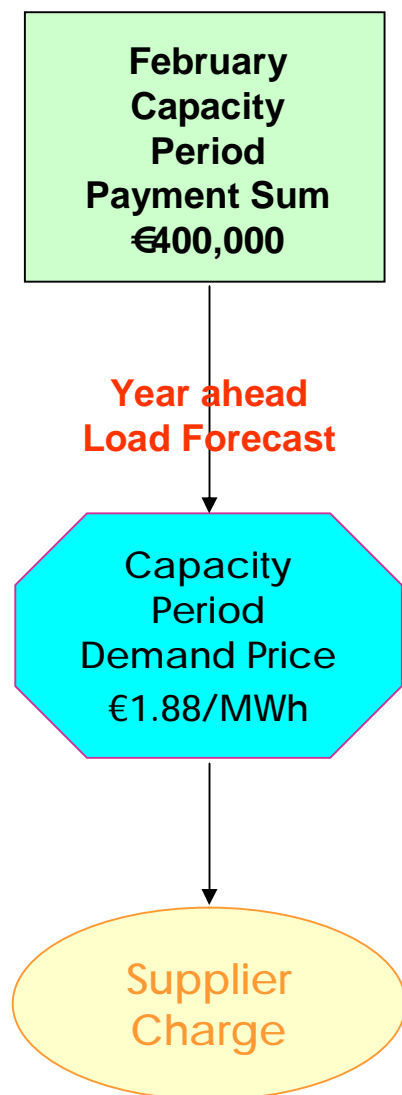 February
Capacity
Period
Payment Sum
€400,000
Year ahead
Load Forecast
Capacity
Period
Demand Price
€1.88/MWh
Supplier
Charge